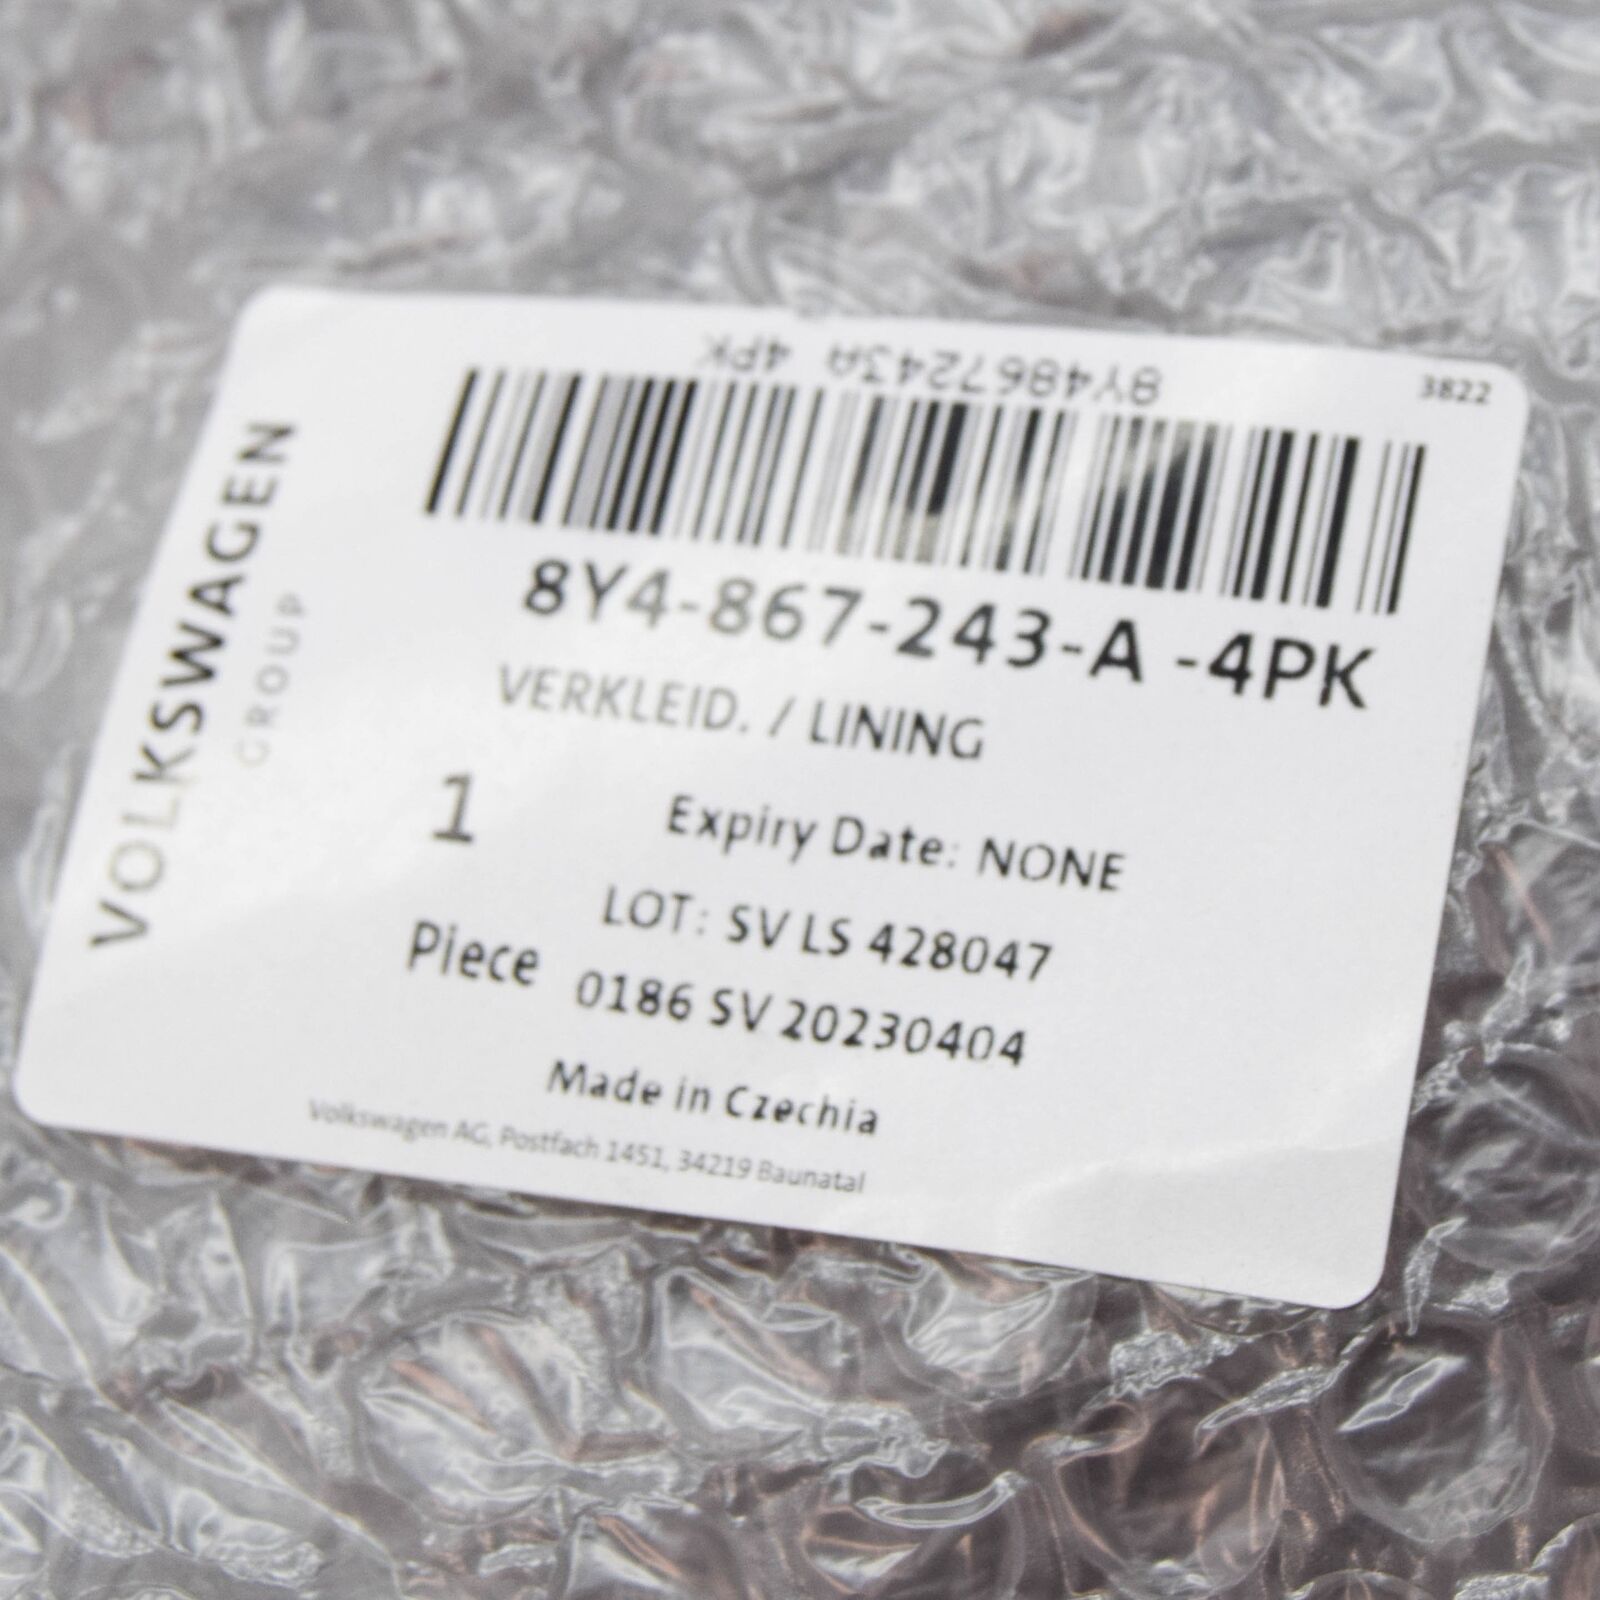 8Y4867243A 4PK
3822
VOLKSWAGEN
GROUP
8Y4-867-243-A -4PK
VERKLEID. / LINING
1
Expiry Date: NONE
LOT: SV LS 428047
Piece
0186 SV 20230404
Made in Czechia
Volkswagen AG, Postfach 1451, 34219 Baunatal